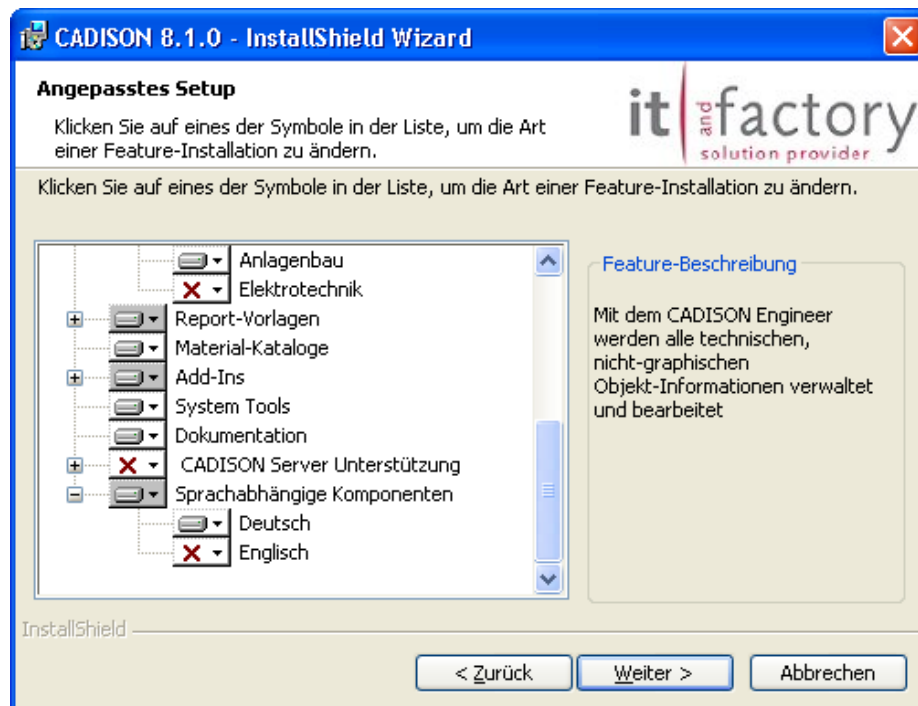 CADISON 8.1.0 - InstallShield Wizard
Angepasstes Setup
Klicken Sie auf eines der Symbole in der Liste, um die Art
einer Feature-Installation zu ändern.
it and factory
solution provider
Klicken Sie auf eines der Symbole in der Liste, um die Art einer Feature-Installation zu ändern.
Anlagenbau
Elektrotechnik
Report-Vorlagen
Material-Kataloge
Add-Ins
System Tools
Dokumentation
CADISON Server Unterstützung
Sprachabhängige Komponenten
Deutsch
Englisch
Feature-Beschreibung
Mit dem CADISON Engineer
werden alle technischen,
nicht-graphischen
Objekt-Informationen verwaltet
und bearbeitet
InstallShield
< Zurück
Weiter >
Abbrechen